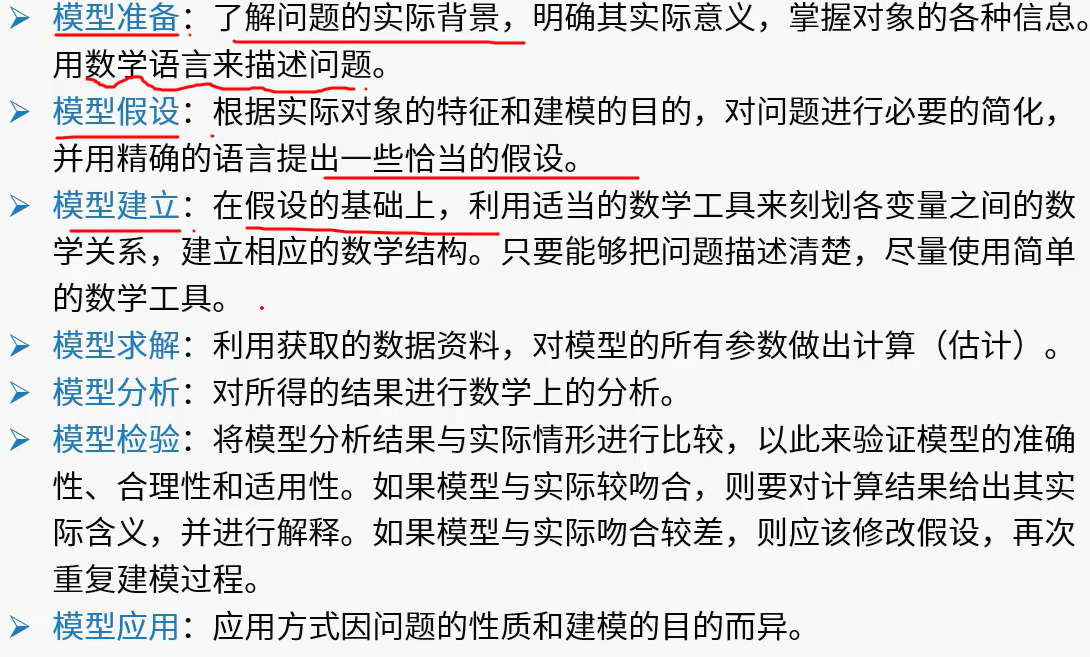 模型准备：了解问题的实际背景，明确其实际意义，掌握对象的各种信息。
用数学语言来描述问题。
模型假设：根据实际对象的特征和建模的目的，对问题进行必要的简化，
并用精确的语言提出一些恰当的假设。
模型建立：在假设的基础上，利用适当的数学工具来刻划各变量之间的数
学关系，建立相应的数学结构。只要能够把问题描述清楚，尽量使用简单
的数学工具。
模型求解：利用获取的数据资料，对模型的所有参数做出计算（估计）。
模型分析：对所得的结果进行数学上的分析。
模型检验：将模型分析结果与实际情形进行比较，以此来验证模型的准确
性、合理性和适用性。如果模型与实际较吻合，则要对计算结果给出其实
际含义，并进行解释。如果模型与实际吻合较差，则应该修改假设，再次
重复建模过程。
模型应用：应用方式因问题的性质和建模的目的而异。